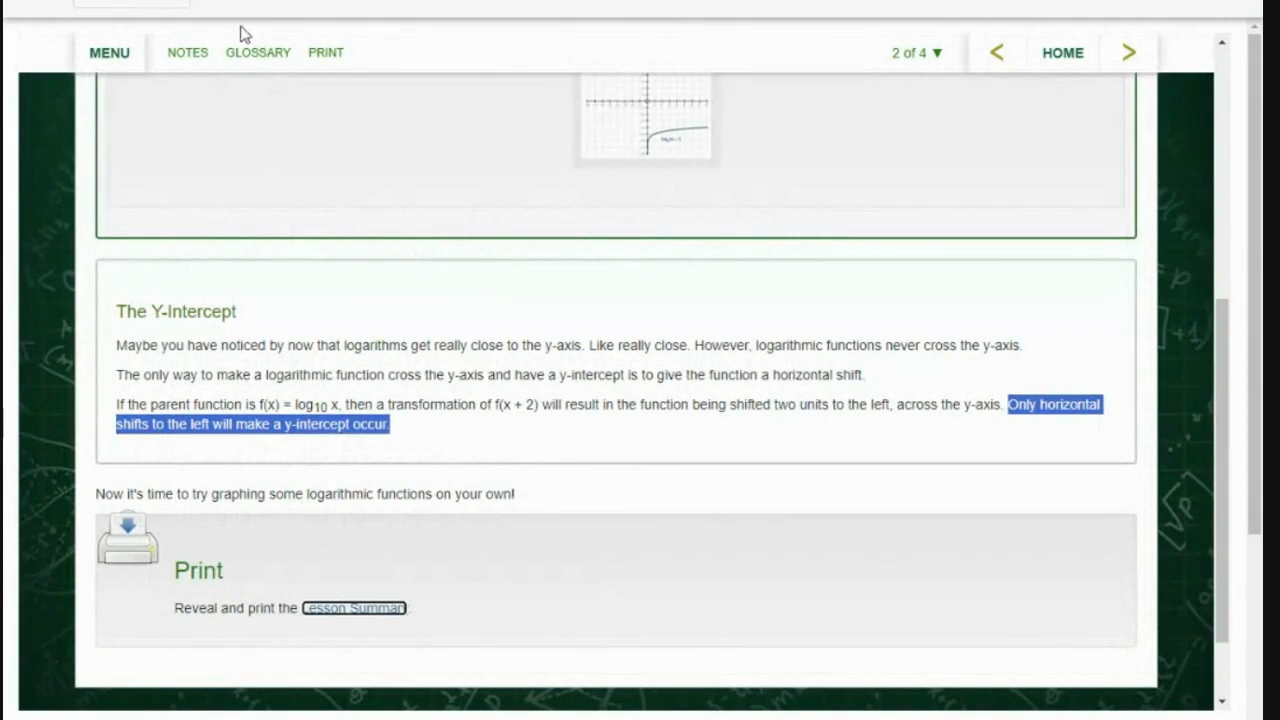 MENU NOTES GLOSSARY PRINT 2 of 4 ▼ < HOME >
The Y-Intercept
Maybe you have noticed by now that logarithms get really close to the y-axis. Like really close. However, logarithmic functions never cross the y-axis.
The only way to make a logarithmic function cross the y-axis and have a y-intercept is to give the function a horizontal shift.
If the parent function is f(x) = log10 x, then a transformation of f(x + 2) will result in the function being shifted two units to the left, across the y-axis. Only horizontal
shifts to the left will make a y-intercept occur.
Now it's time to try graphing some logarithmic functions on your own!
Print
Reveal and print the Lesson Summary.